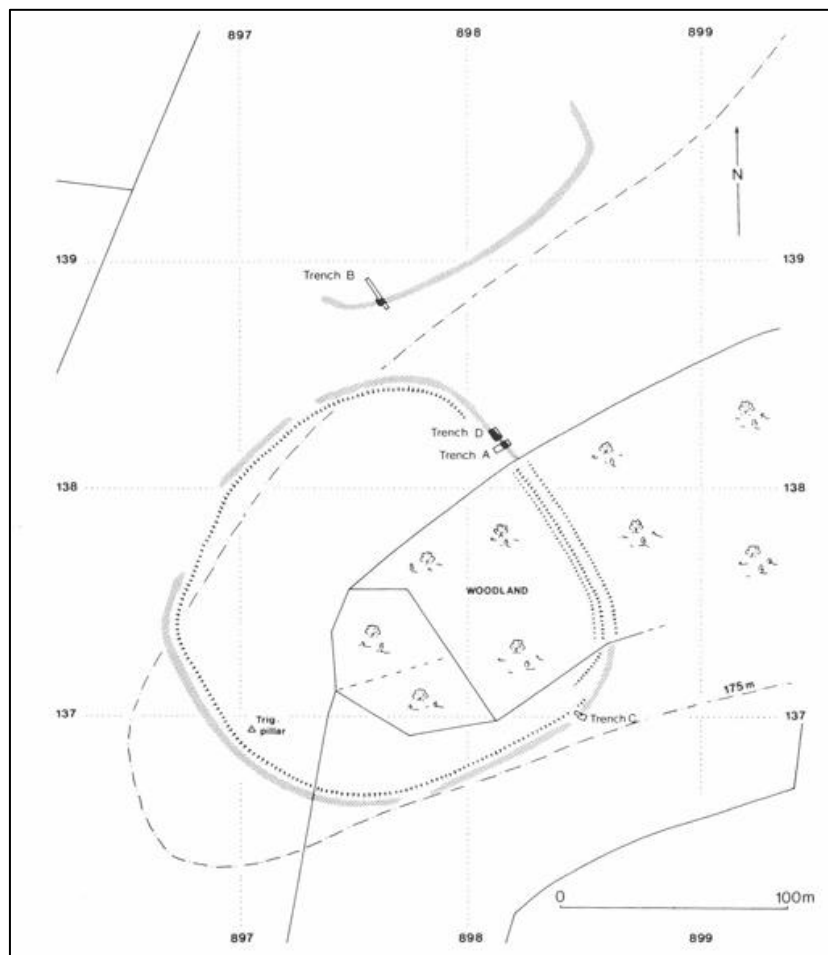 897 898 899
N
139 139
Trench B
Trench D
Trench A
138 138
WOODLAND
175 m
137 137
Trig.
pillar
Trench C
0 100m
897 898 899